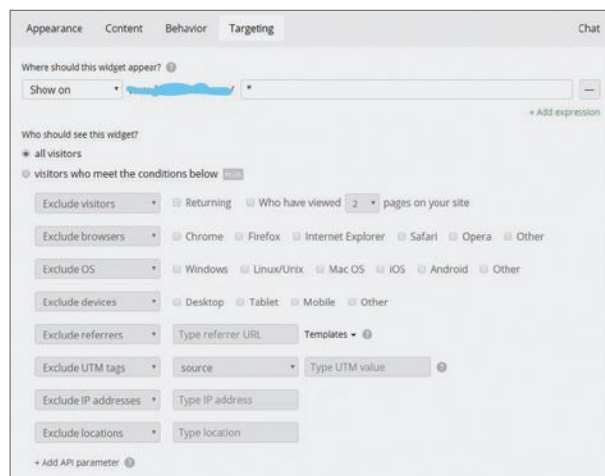 Appearance Content Behavior Targeting Chat
Where should this widget appear? ?
Show on / * —
+ Add expression
Who should see this widget?
all visitors
visitors who meet the conditions below PLUS
Exclude visitors Returning Who have viewed 2 pages on your site
Exclude browsers Chrome Firefox Internet Explorer Safari Opera Other
Exclude OS Windows Linux/Unix Mac OS iOS Android Other
Exclude devices Desktop Tablet Mobile Other
Exclude referrers Type referrer URL Templates ?
Exclude UTM tags source Type UTM value ?
Exclude IP addresses Type IP address
Exclude locations Type location
+ Add API parameter ?